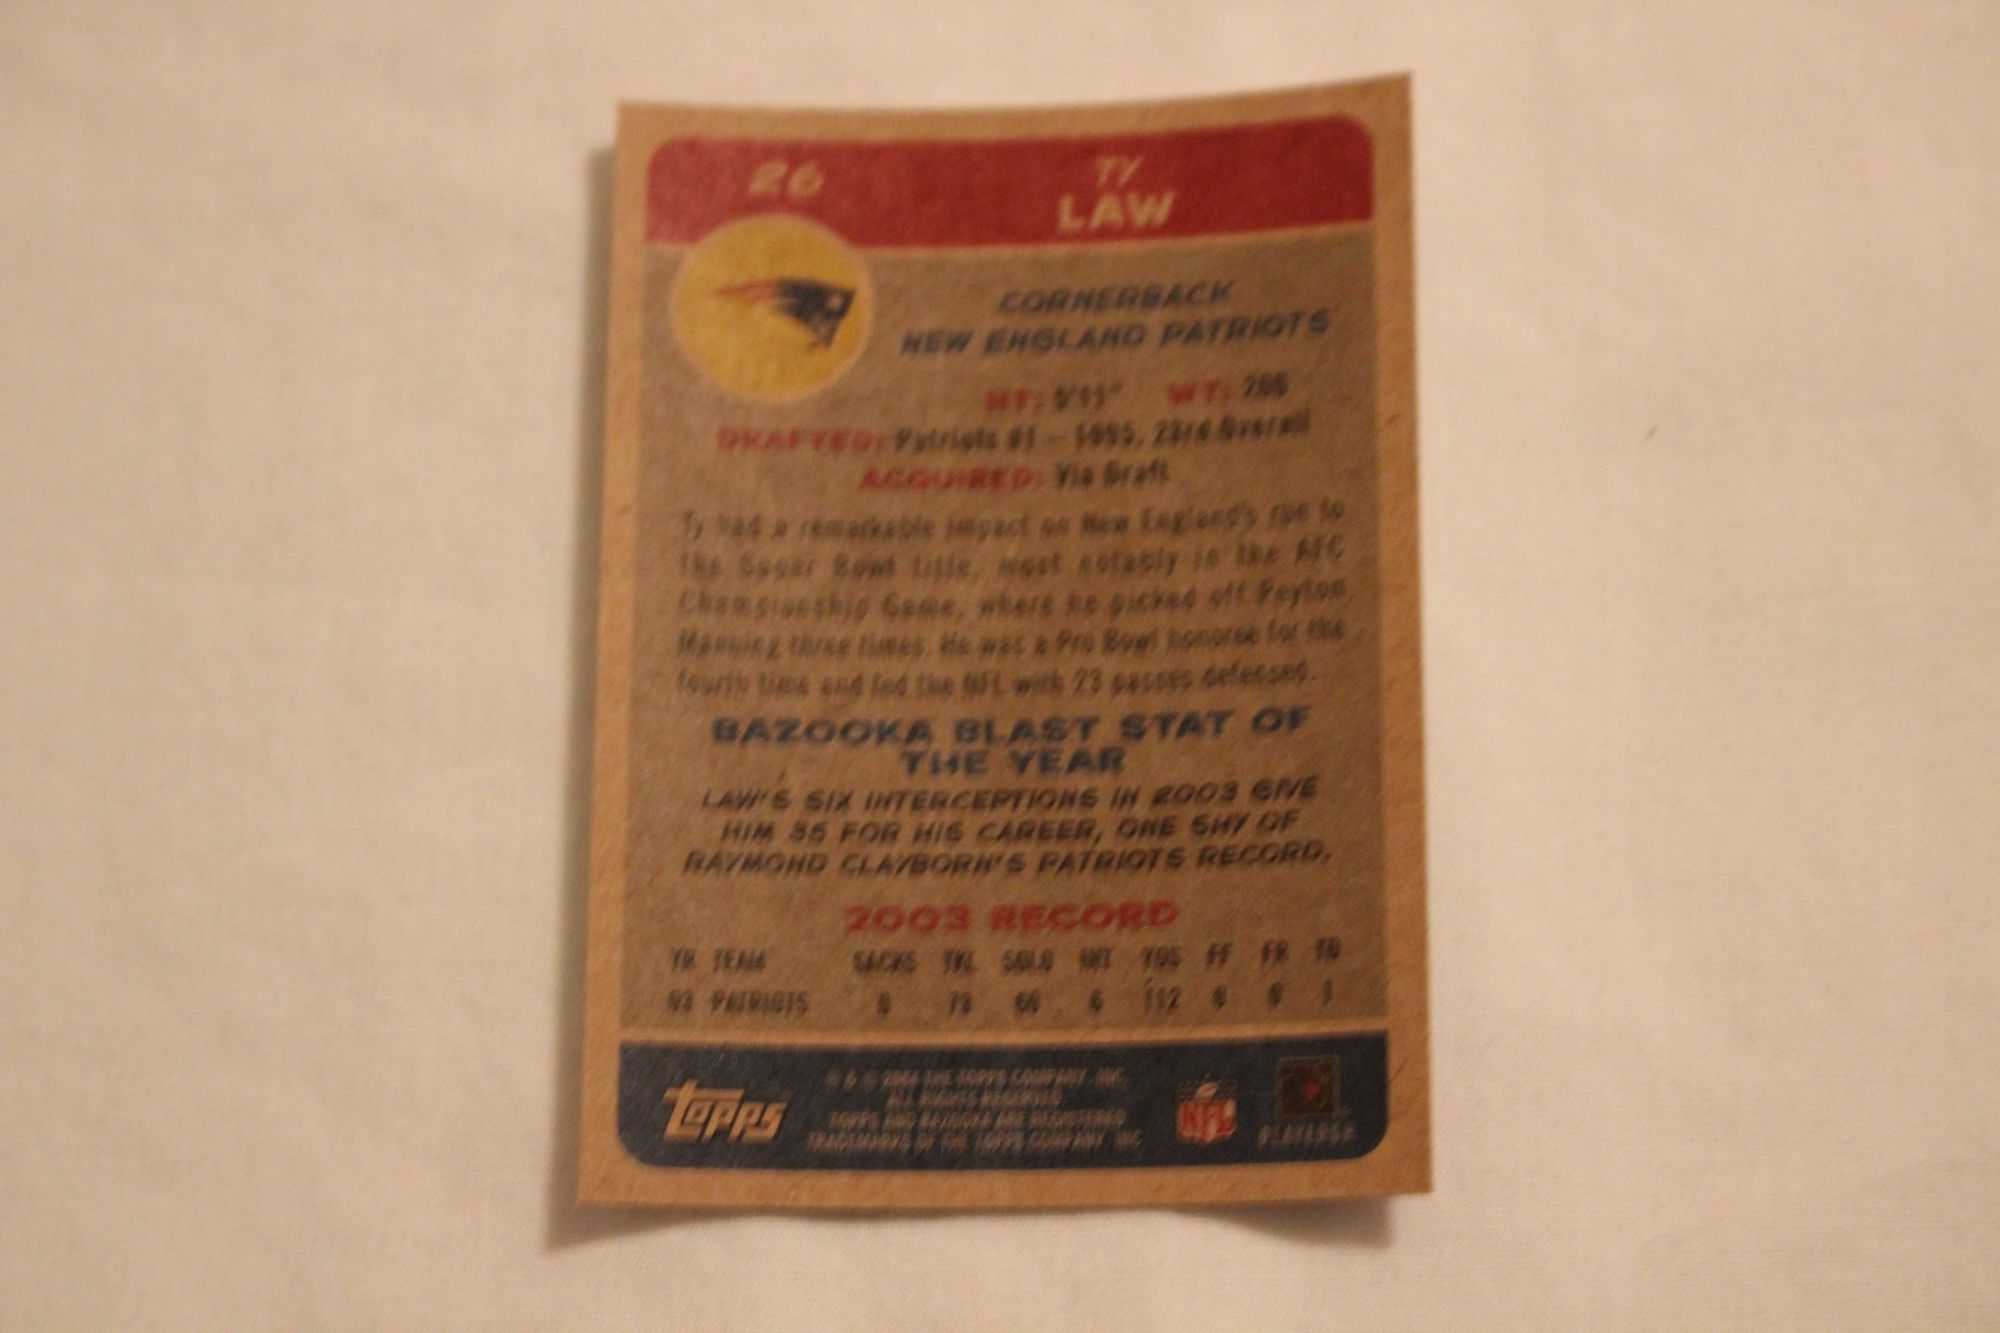 26
TY
LAW
CORNERBACK
NEW ENGLAND PATRIOTS
HT: 5'11" WT: 200
DRAFTED: Patriots #1 – 1995, 23rd Overall
ACQUIRED: Via Draft
Ty had a remarkable impact on New England's run to
the Super Bowl title, most notably in the AFC
Championship Game, where he picked off Peyton
Manning three times. He was a Pro Bowl honoree for the
fourth time and led the NFL with 23 passes defensed.
BAZOOKA BLAST STAT OF
THE YEAR
LAW'S SIX INTERCEPTIONS IN 2003 GIVE
HIM 35 FOR HIS CAREER, ONE SHY OF
RAYMOND CLAYBORN'S PATRIOTS RECORD.
2003 RECORD
YR TEAM SACKS TKL SOLO INT YDS FF FR TD
03 PATRIOTS 0 73 60 6 112 0 0 1
topps
® & © 2004 THE TOPPS COMPANY, INC.
ALL RIGHTS RESERVED
TOPPS AND BAZOOKA ARE REGISTERED
TRADEMARKS OF THE TOPPS COMPANY, INC
NFL
PLAYERS